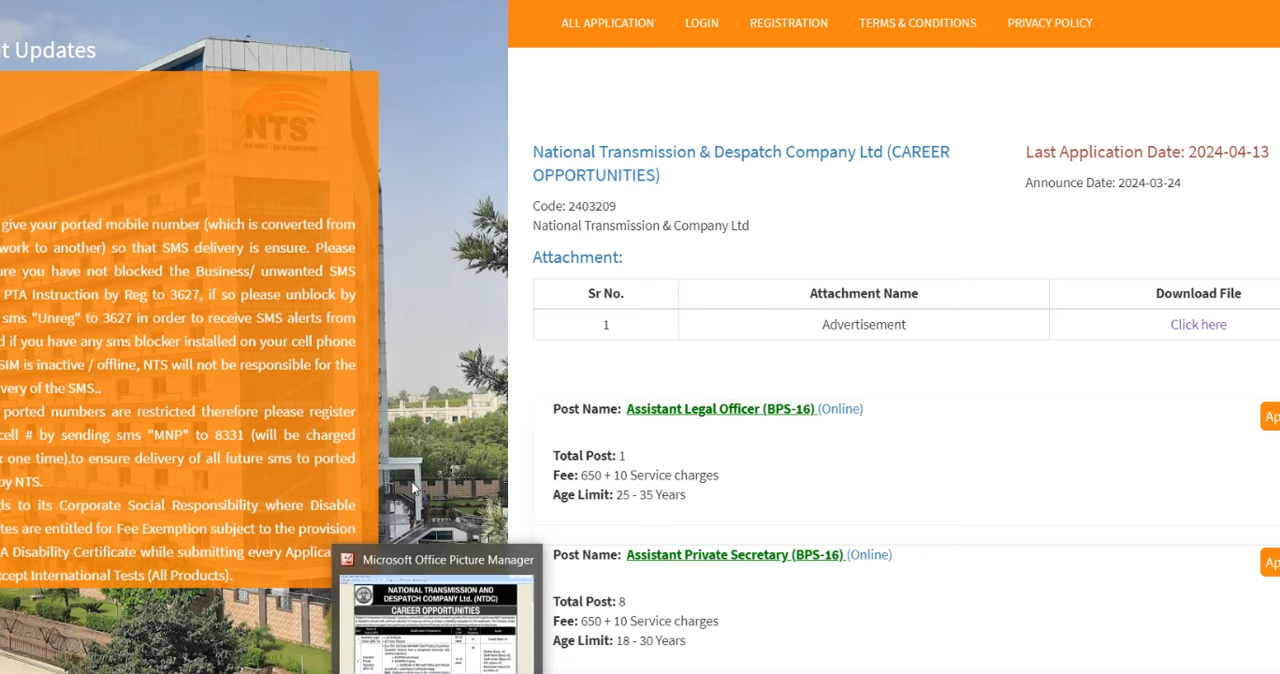 t Updates
ALL APPLICATION LOGIN REGISTRATION TERMS & CONDITIONS PRIVACY POLICY
NTS
give your ported mobile number (which is converted from
work to another) so that SMS delivery is ensure. Please
ure you have not blocked the Business/ unwanted SMS
PTA Instruction by Reg to 3627, if so please unblock by
sms "Unreg" to 3627 in order to receive SMS alerts from
d if you have any sms blocker installed on your cell phone
SIM is inactive / offline, NTS will not be responsible for the
very of the SMS..
ported numbers are restricted therefore please register
cell # by sending sms "MNP" to 8331 (will be charged
x one time).to ensure delivery of all future sms to ported
by NTS.
ds to its Corporate Social Responsibility where Disable
tes are entitled for Fee Exemption subject to the provision
A Disability Certificate while submitting every Applica
xcept International Tests (All Products).
National Transmission & Despatch Company Ltd (CAREER
OPPORTUNITIES)
Last Application Date: 2024-04-13
Announce Date: 2024-03-24
Code: 2403209
National Transmission & Company Ltd
Attachment:
Sr No. Attachment Name Download File
1 Advertisement Click here
Post Name: Assistant Legal Officer (BPS-16) (Online)
Ap
Total Post: 1
Fee: 650 + 10 Service charges
Age Limit: 25 - 35 Years
Post Name: Assistant Private Secretary (BPS-16) (Online)
Ap
Total Post: 8
Fee: 650 + 10 Service charges
Age Limit: 18 - 30 Years
Microsoft Office Picture Manager
NATIONAL TRANSMISSION AND
DESPATCH COMPANY Ltd. (NTDC)
CAREER OPPORTUNITIES